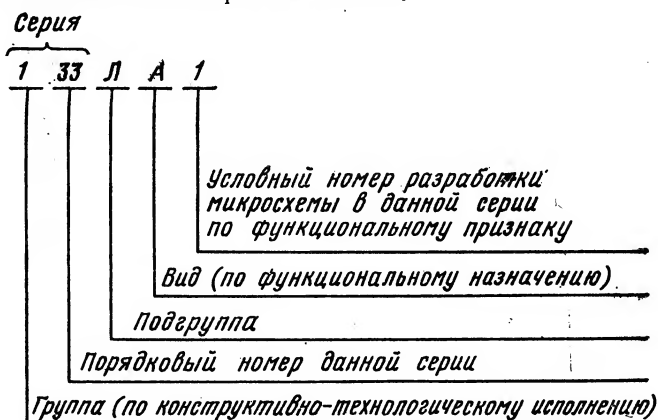 Серия
1 33 Л А 1
Условный номер разработки
микросхемы в данной серии
по функциональному признаку
Вид (по функциональному назначению)
Подгруппа
Порядковый номер данной серии
Группа (по конструктивно-технологическому исполнению)